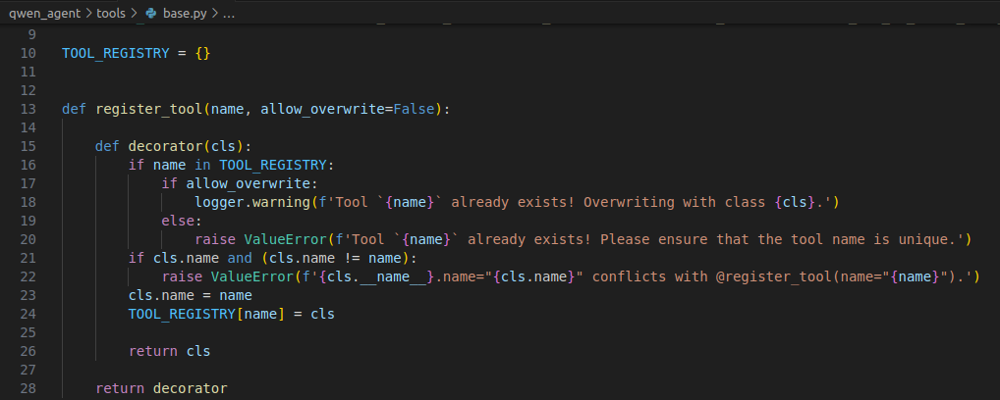 qwen_agent > tools > base.py > ...
9
10 TOOL_REGISTRY = {}
11
12
13 def register_tool(name, allow_overwrite=False):
14
15     def decorator(cls):
16         if name in TOOL_REGISTRY:
17             if allow_overwrite:
18                 logger.warning(f'Tool `{name}` already exists! Overwriting with class {cls}.')
19             else:
20                 raise ValueError(f'Tool `{name}` already exists! Please ensure that the tool name is unique.')
21         if cls.name and (cls.name != name):
22             raise ValueError(f'{cls.__name__}.name="{cls.name}" conflicts with @register_tool(name="{name}").')
23         cls.name = name
24         TOOL_REGISTRY[name] = cls
25
26         return cls
27
28     return decorator